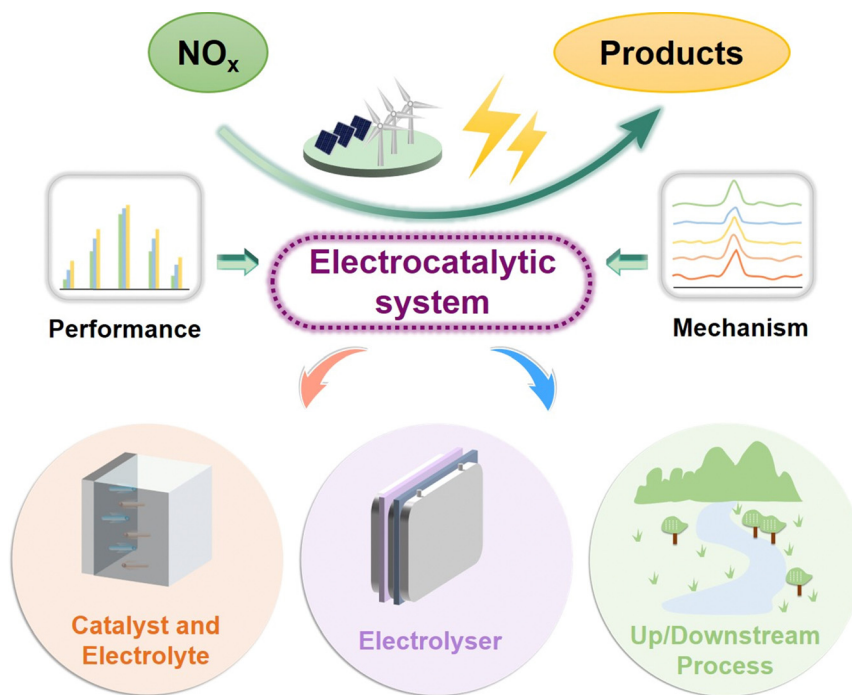 NOₓ
Products
Electrocatalytic
system
Performance
Mechanism
Catalyst and
Electrolyte
Electrolyser
Up/Downstream
Process